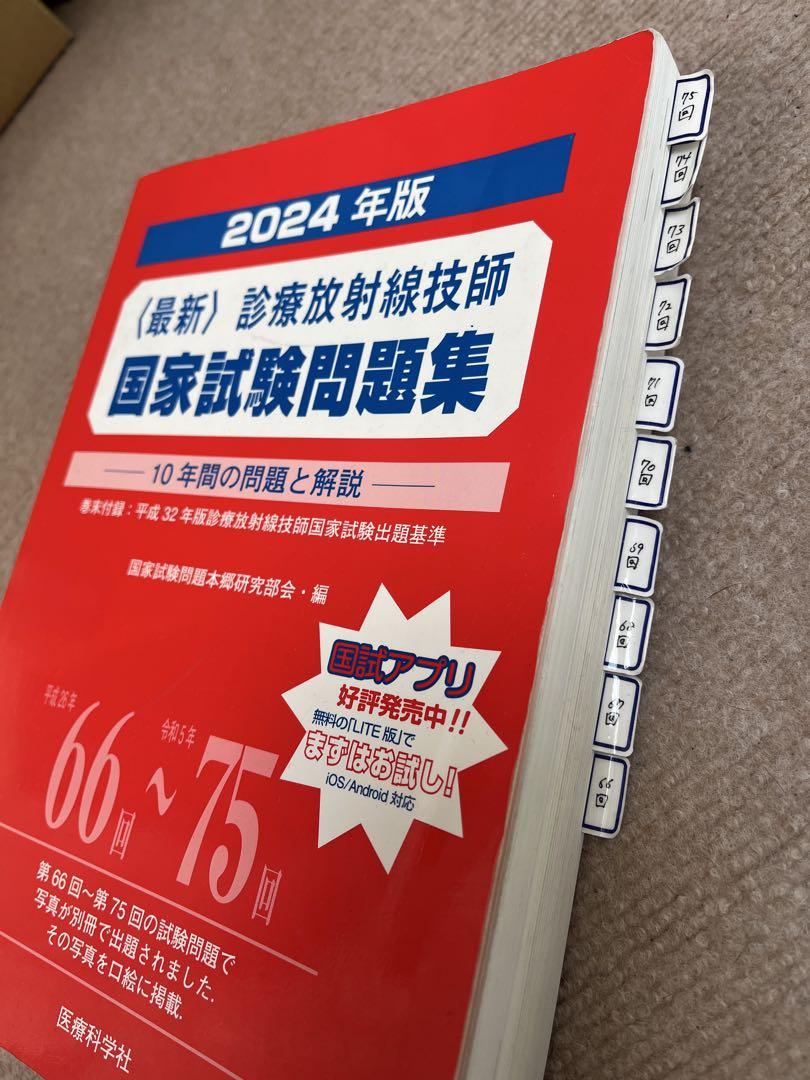 2024 年版
〈最新〉 診療放射線技師
国家試験問題集
10 年間の問題と解説
巻末付録：平成 32 年版診療放射線技師国家試験出題基準
国家試験問題本郷研究部会・編
国試アプリ
好評発売中!!
無料の「LITE 版」で
まずはお試し!
iOS/Android 対応
平成26年
66回
～
令和5年
75回
第 66 回～第 75 回の試験問題で
写真が別冊で出題されました.
その写真を口絵に掲載.
医療科学社
75回
74回
73回
72回
71回
70回
69回
68回
67回
66回